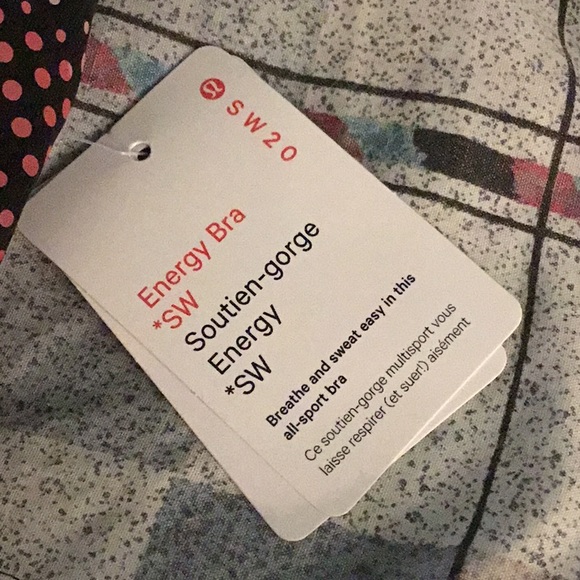 SW20
Energy Bra
*SW
Soutien-gorge
Energy
*SW
Breathe and sweat easy in this
all-sport bra
Ce soutien-gorge multisport vous
laisse respirer (et suer!) aisément